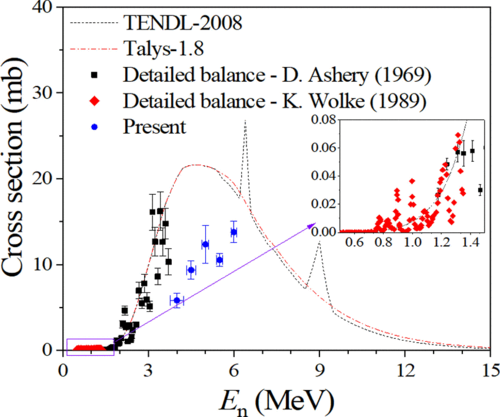 40
30
20
10
0
Cross section (mb)
TENDL-2008
Talys-1.8
Detailed balance - D. Ashery (1969)
Detailed balance - K. Wolke (1989)
Present
0.08
0.06
0.04
0.02
0.00
0.6 0.8 1.0 1.2 1.4
0 3 6 9 12 15
En (MeV)